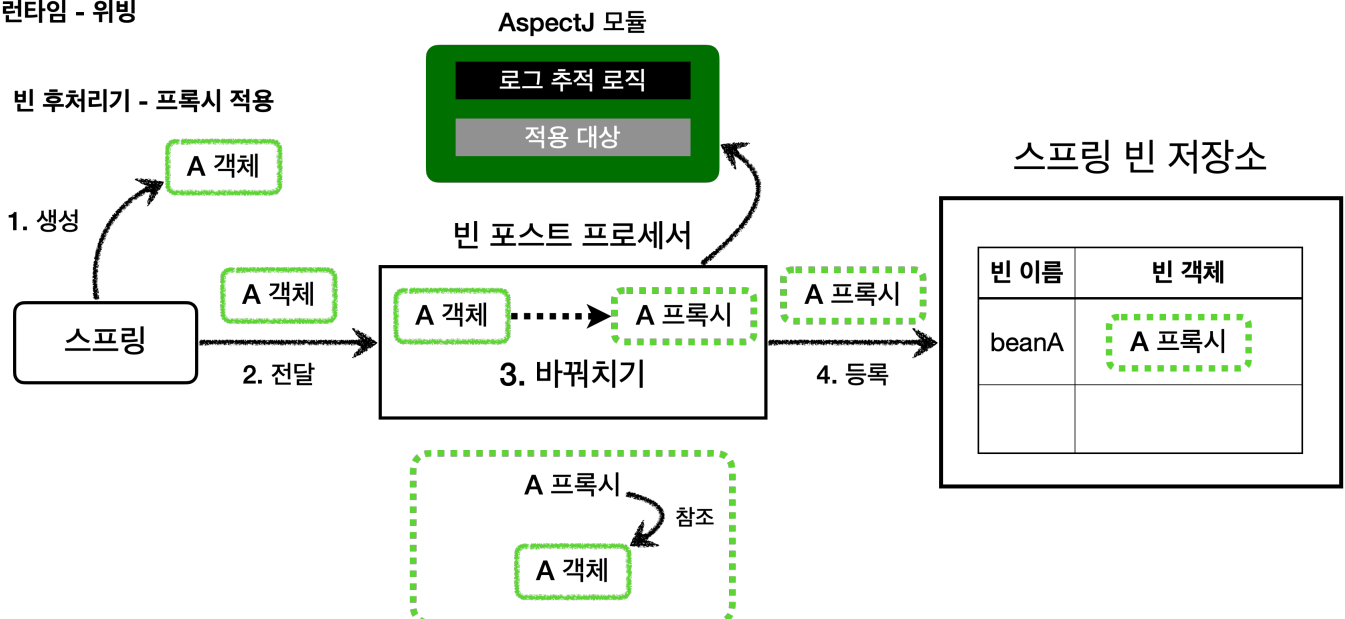 런타임 - 위빙
AspectJ 모듈
로그 추적 로직
적용 대상
빈 후처리기 - 프록시 적용
A 객체
1. 생성
스프링
A 객체
2. 전달
빈 포스트 프로세서
A 객체
A 프록시
3. 바꿔치기
A 프록시
4. 등록
스프링 빈 저장소
빈 이름 빈 객체
beanA A 프록시
A 프록시
참조
A 객체